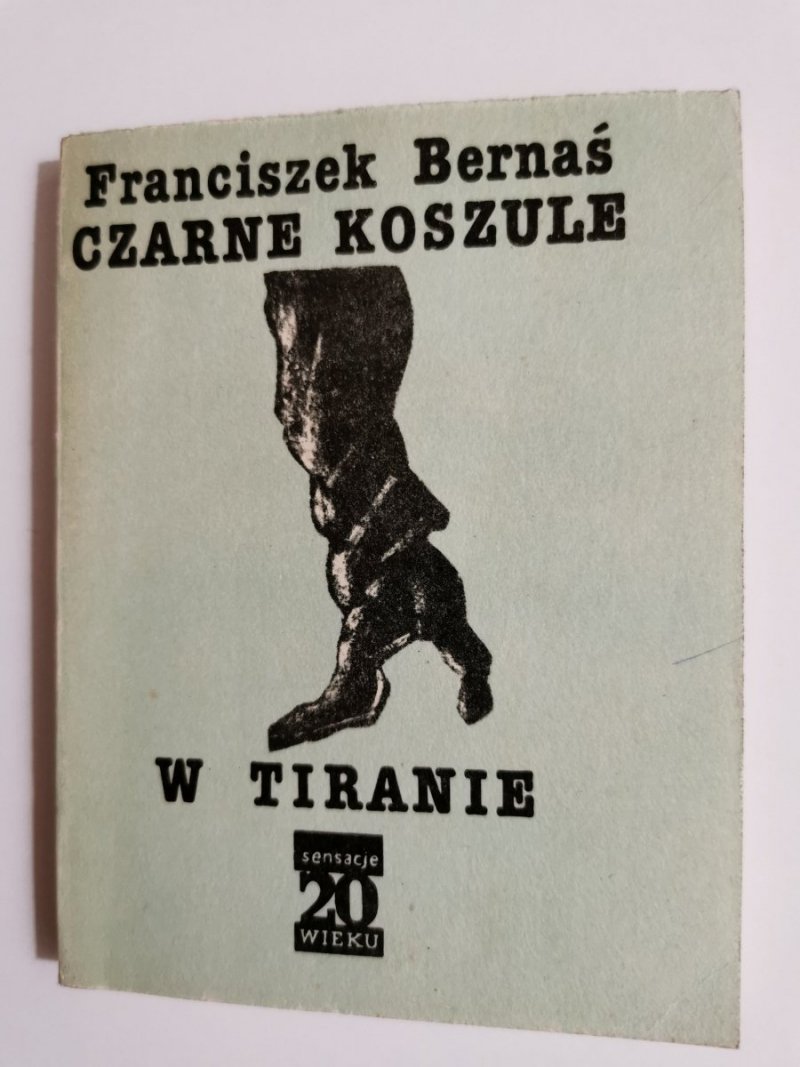 Franciszek Bernaś
CZARNE KOSZULE
W TIRANIE
sensacje
20
WIEKU